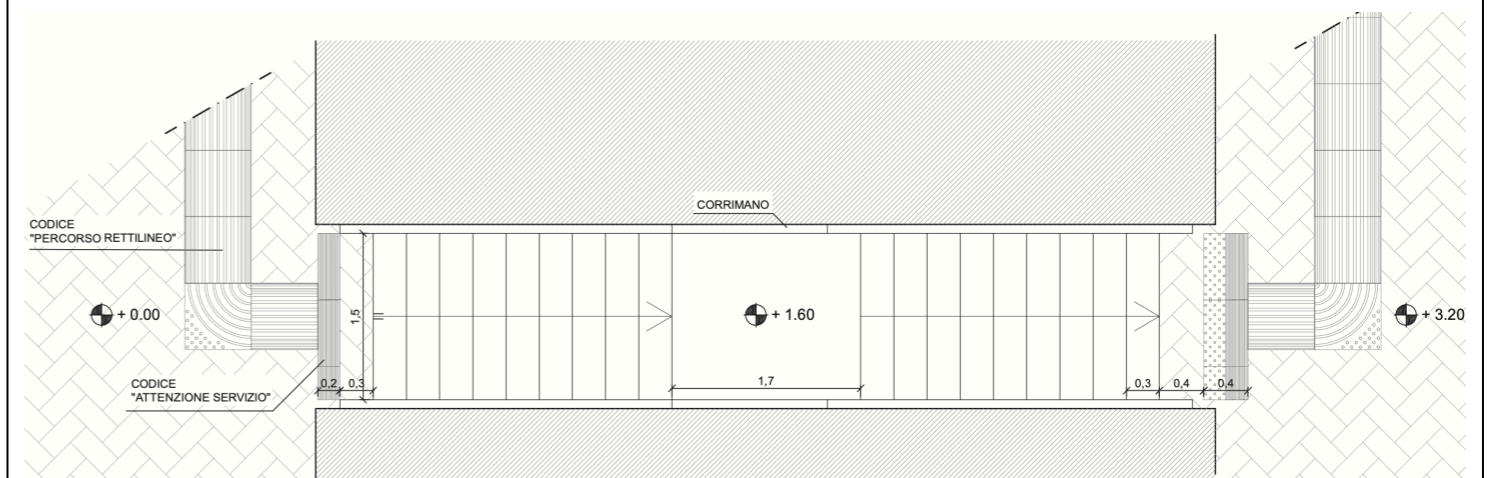 CORRIMANO
CODICE
"PERCORSO RETTILINEO"
+ 0.00
1,5
+ 1.60
+ 3.20
CODICE
"ATTENZIONE SERVIZIO"
0,2
0,3
1,7
0,3
0,4
0,4